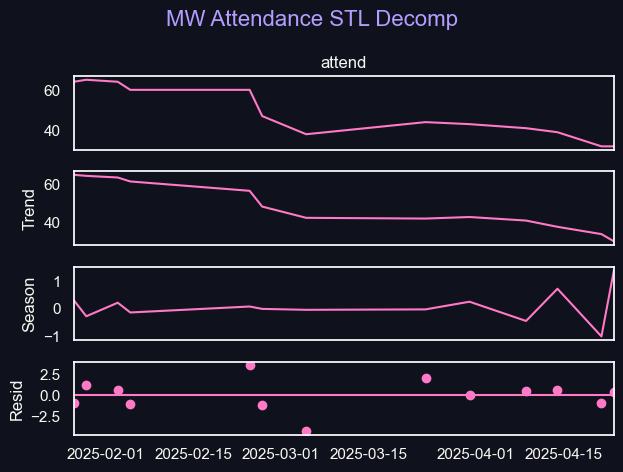 MW Attendance STL Decomp
attend
60
40
Trend
60
40
Season
1
0
−1
Resid
2.5
0.0
−2.5
2025-02-01 2025-02-15 2025-03-01 2025-03-15 2025-04-01 2025-04-15